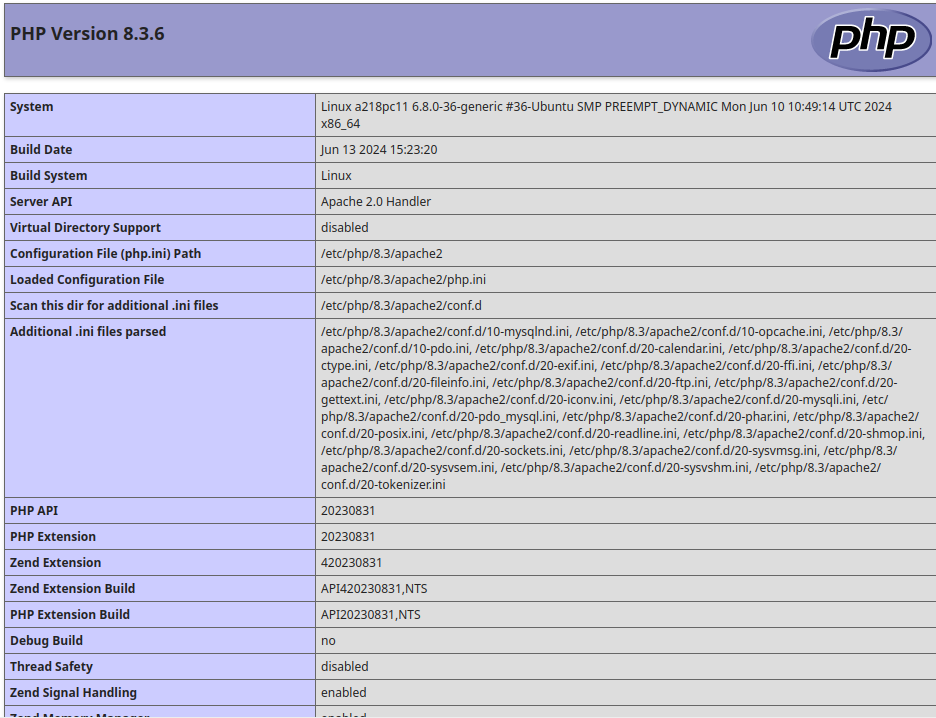 PHP Version 8.3.6
php
System
Linux a218pc11 6.8.0-36-generic #36-Ubuntu SMP PREEMPT_DYNAMIC Mon Jun 10 10:49:14 UTC 2024
x86_64
Build Date
Jun 13 2024 15:23:20
Build System
Linux
Server API
Apache 2.0 Handler
Virtual Directory Support
disabled
Configuration File (php.ini) Path
/etc/php/8.3/apache2
Loaded Configuration File
/etc/php/8.3/apache2/php.ini
Scan this dir for additional .ini files
/etc/php/8.3/apache2/conf.d
Additional .ini files parsed
/etc/php/8.3/apache2/conf.d/10-mysqlnd.ini, /etc/php/8.3/apache2/conf.d/10-opcache.ini, /etc/php/8.3/
apache2/conf.d/10-pdo.ini, /etc/php/8.3/apache2/conf.d/20-calendar.ini, /etc/php/8.3/apache2/conf.d/20-
ctype.ini, /etc/php/8.3/apache2/conf.d/20-exif.ini, /etc/php/8.3/apache2/conf.d/20-ffi.ini, /etc/php/8.3/
apache2/conf.d/20-fileinfo.ini, /etc/php/8.3/apache2/conf.d/20-ftp.ini, /etc/php/8.3/apache2/conf.d/20-
gettext.ini, /etc/php/8.3/apache2/conf.d/20-iconv.ini, /etc/php/8.3/apache2/conf.d/20-mysqli.ini, /etc/
php/8.3/apache2/conf.d/20-pdo_mysql.ini, /etc/php/8.3/apache2/conf.d/20-phar.ini, /etc/php/8.3/apache2/
conf.d/20-posix.ini, /etc/php/8.3/apache2/conf.d/20-readline.ini, /etc/php/8.3/apache2/conf.d/20-shmop.ini,
/etc/php/8.3/apache2/conf.d/20-sockets.ini, /etc/php/8.3/apache2/conf.d/20-sysvmsg.ini, /etc/php/8.3/
apache2/conf.d/20-sysvsem.ini, /etc/php/8.3/apache2/conf.d/20-sysvshm.ini, /etc/php/8.3/apache2/
conf.d/20-tokenizer.ini
PHP API
20230831
PHP Extension
20230831
Zend Extension
420230831
Zend Extension Build
API420230831,NTS
PHP Extension Build
API20230831,NTS
Debug Build
no
Thread Safety
disabled
Zend Signal Handling
enabled
Zend Memory Manager
enabled